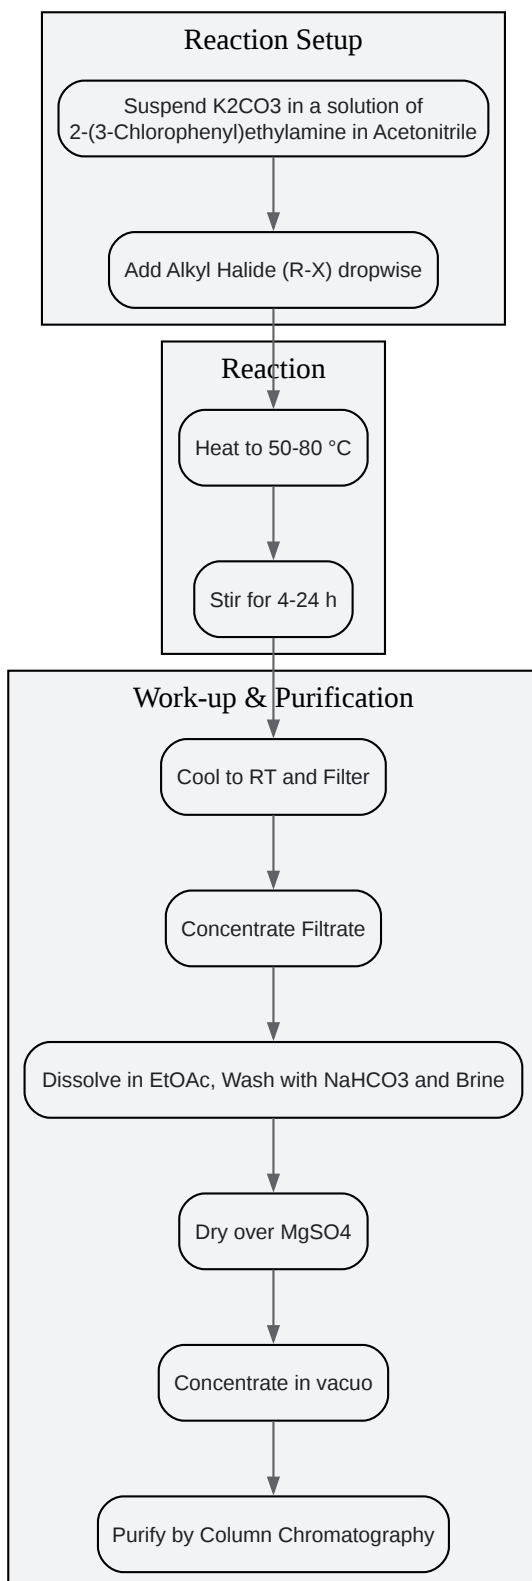 Reaction Setup
Suspend K2CO3 in a solution of
2-(3-Chlorophenyl)ethylamine in Acetonitrile
Add Alkyl Halide (R-X) dropwise
Reaction
Heat to 50-80 °C
Stir for 4-24 h
Work-up & Purification
Cool to RT and Filter
Concentrate Filtrate
Dissolve in EtOAc, Wash with NaHCO3 and Brine
Dry over MgSO4
Concentrate in vacuo
Purify by Column Chromatography